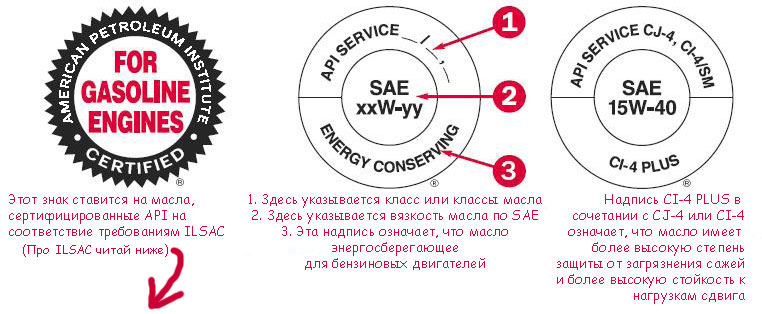 AMERICAN PETROLEUM INSTITUTE
FOR
GASOLINE
ENGINES
CERTIFIED
®
Этот знак ставится на масла,
сертифицированные API на
соответствие требованиям ILSAC
(Про ILSAC читай ниже)
API SERVICE _ / _ , _
SAE
xxW-yy
ENERGY CONSERVING
®
1
2
3
1. Здесь указывается класс или классы масла
2. Здесь указывается вязкость масла по SAE
3. Эта надпись означает, что масло
энергосберегающее
для бензиновых двигателей
API SERVICE CJ-4, CI-4/SM
SAE
15W-40
CI-4 PLUS
®
Надпись CI-4 PLUS в
сочетании с CJ-4 или CI-4
означает, что масло имеет
более высокую степень
защиты от загрязнения сажей
и более высокую стойкость к
нагрузкам сдвига